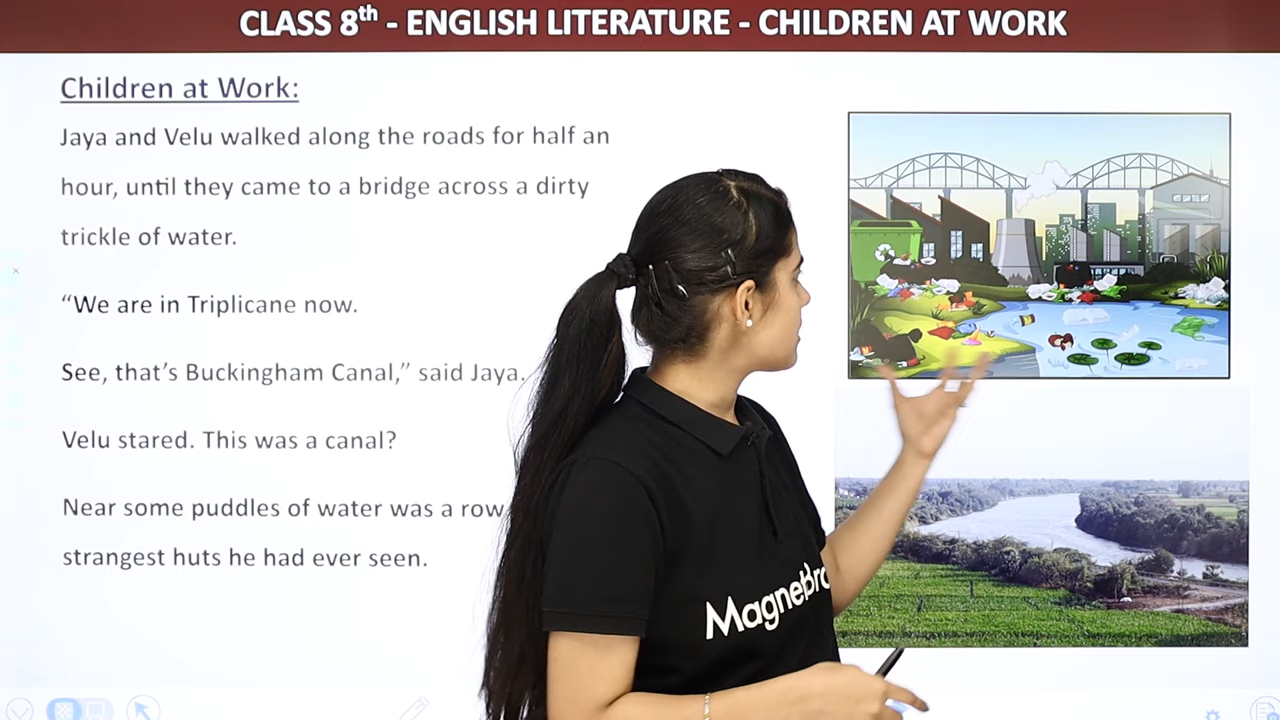 CLASS 8th - ENGLISH LITERATURE - CHILDREN AT WORK
Children at Work:
Jaya and Velu walked along the roads for half an
hour, until they came to a bridge across a dirty
trickle of water.
“We are in Triplicane now.
See, that’s Buckingham Canal,” said Jaya.
Velu stared. This was a canal?
Near some puddles of water was a row
strangest huts he had ever seen.